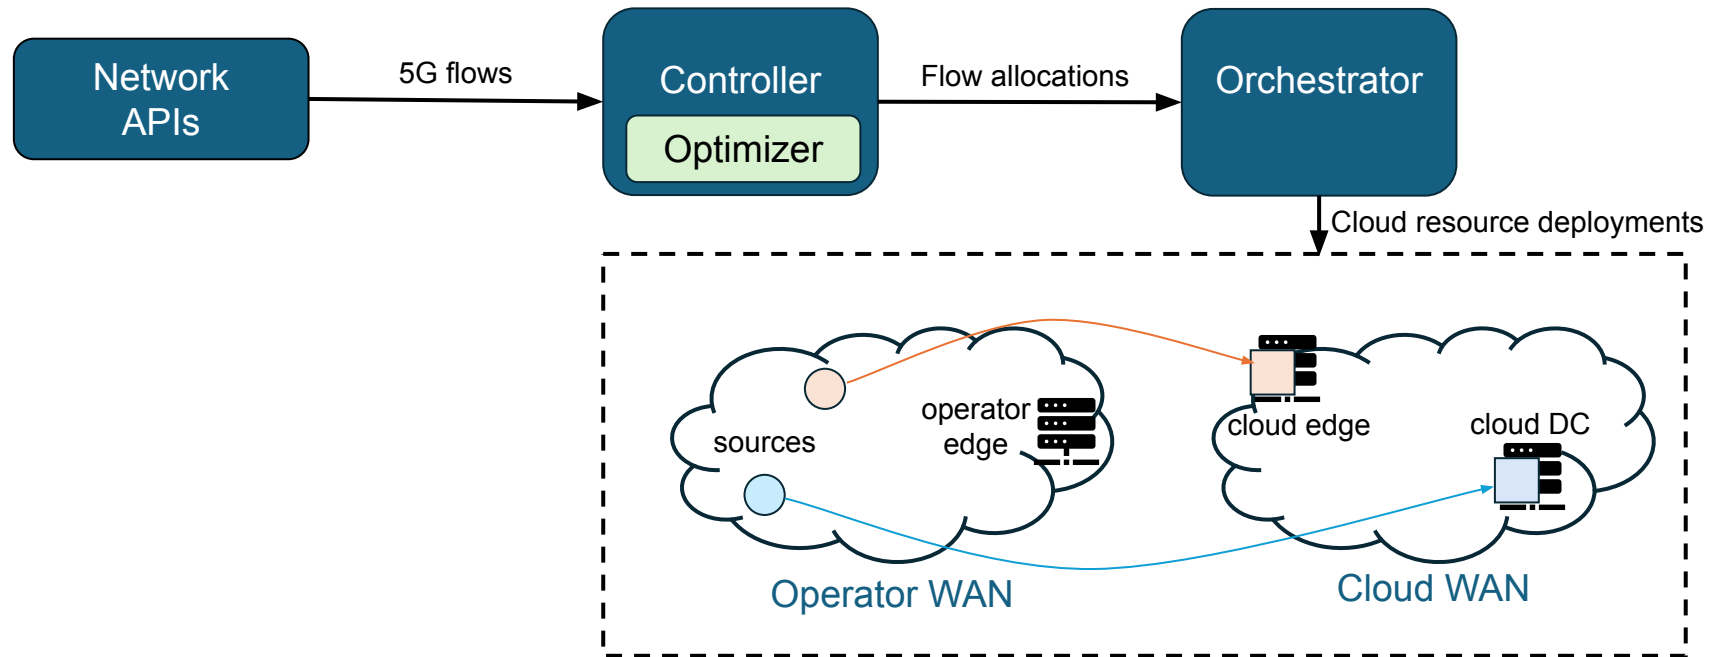 Network
APIs
5G flows
Controller
Optimizer
Flow allocations
Orchestrator
Cloud resource deployments
sources
operator
edge
cloud edge
cloud DC
Operator WAN
Cloud WAN